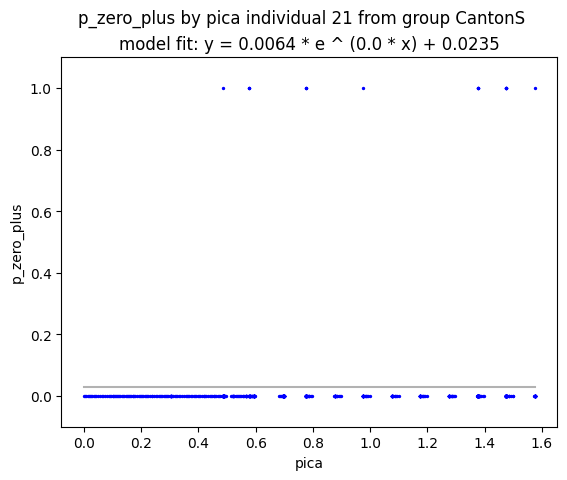 p_zero_plus by pica individual 21 from group CantonS
model fit: y = 0.0064 * e ^ (0.0 * x) + 0.0235
1.0
0.8
0.6
0.4
0.2
0.0
p_zero_plus
0.0 0.2 0.4 0.6 0.8 1.0 1.2 1.4 1.6
pica